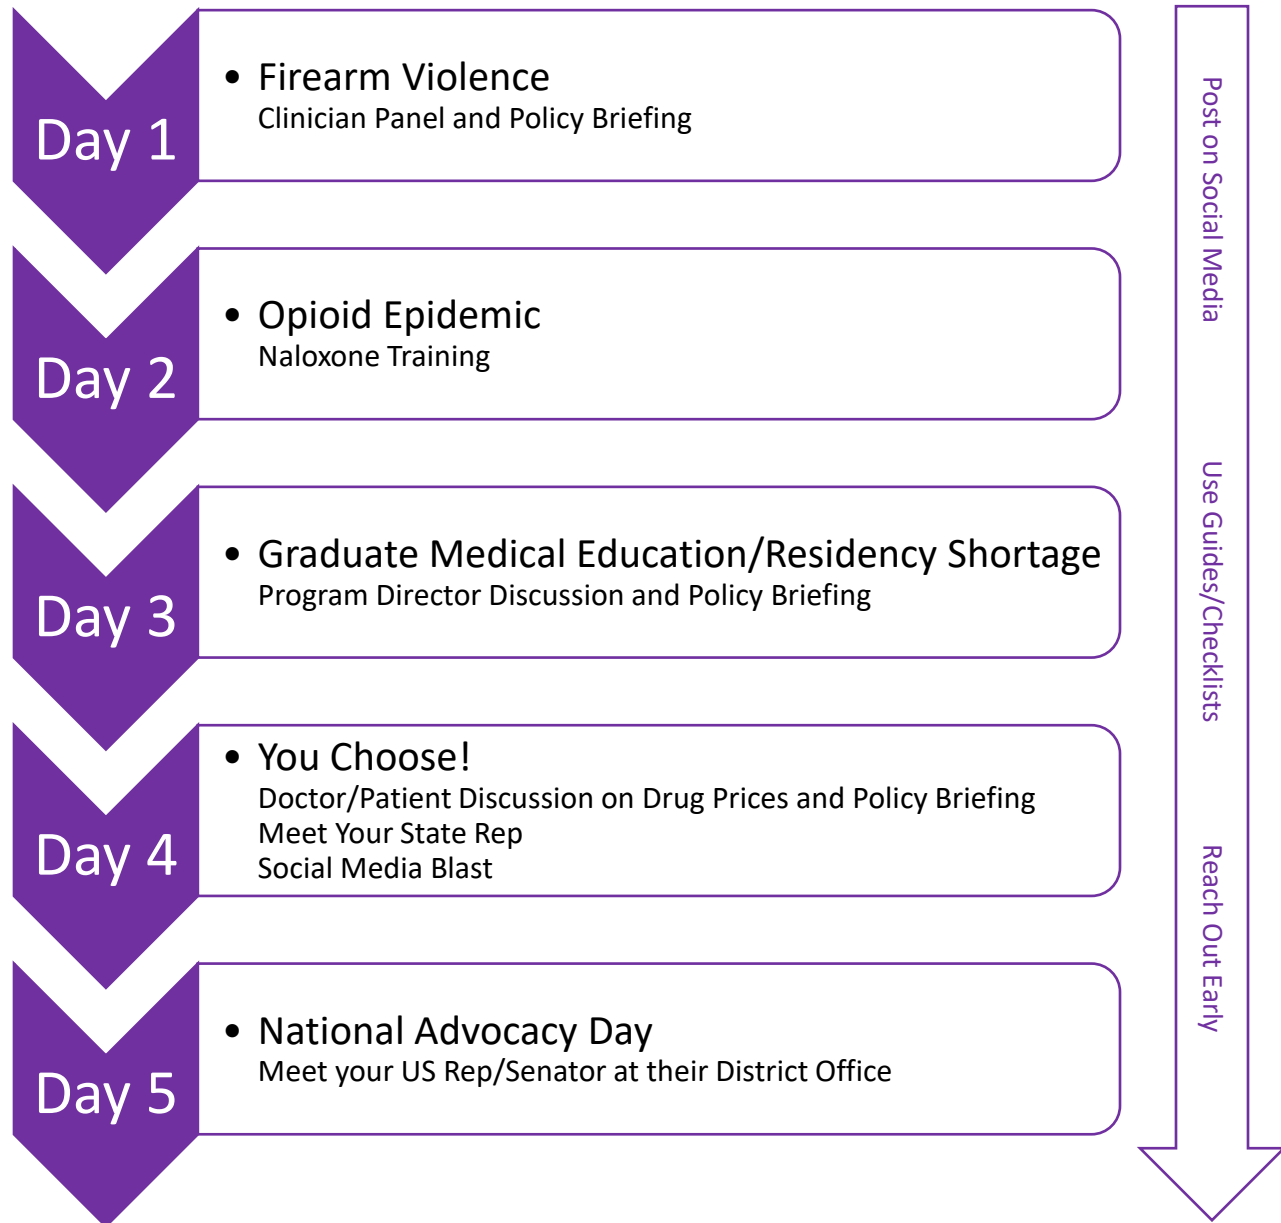 Day 1
• Firearm Violence
Clinician Panel and Policy Briefing
Day 2
• Opioid Epidemic
Naloxone Training
Day 3
• Graduate Medical Education/Residency Shortage
Program Director Discussion and Policy Briefing
Day 4
• You Choose!
Doctor/Patient Discussion on Drug Prices and Policy Briefing
Meet Your State Rep
Social Media Blast
Day 5
• National Advocacy Day
Meet your US Rep/Senator at their District Office
Post on Social Media
Use Guides/Checklists
Reach Out Early